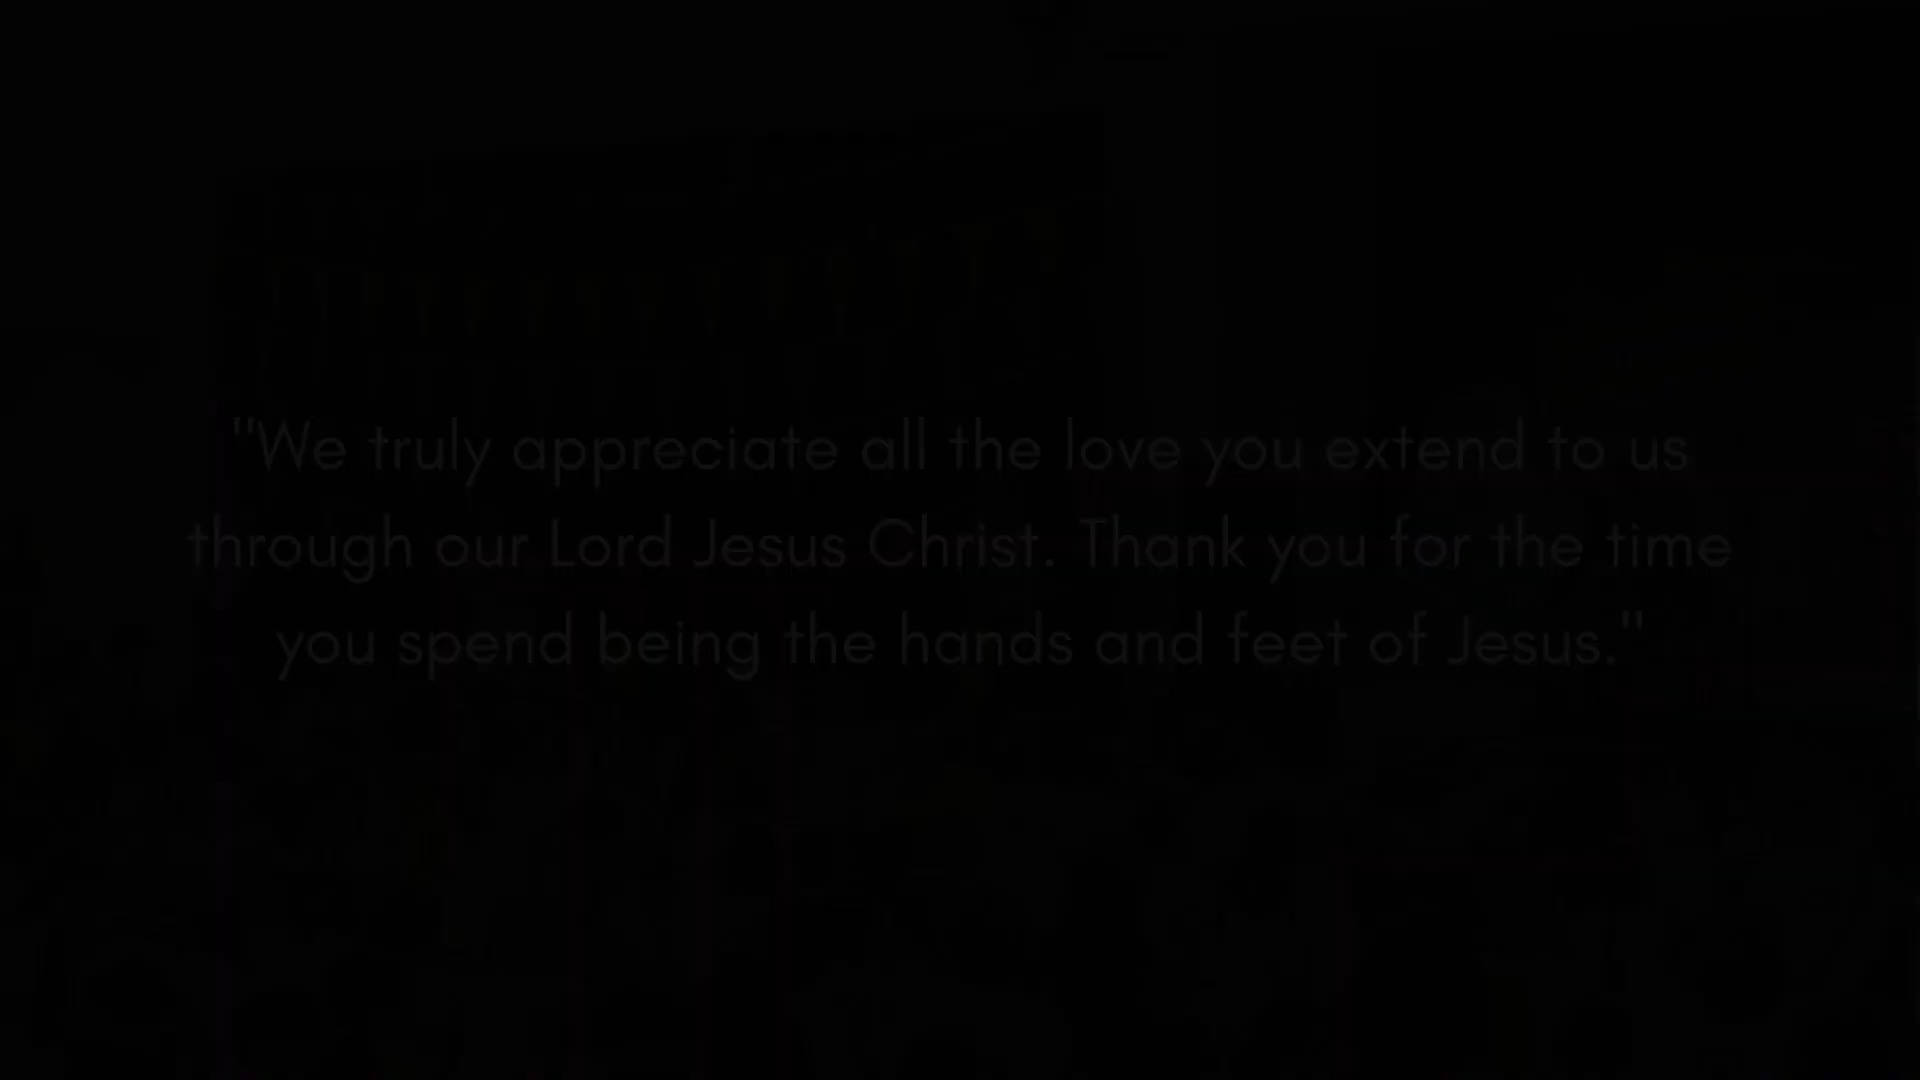 "We truly appreciate all the love you extend to us
through our Lord Jesus Christ. Thank you for the time
you spend being the hands and feet of Jesus."